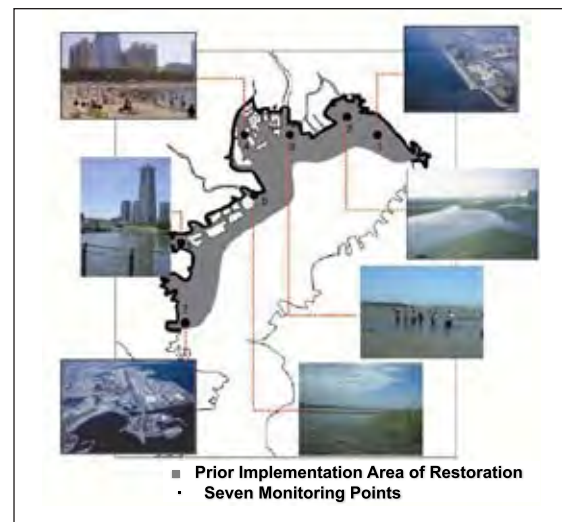 Prior Implementation Area of Restoration
Seven Monitoring Points